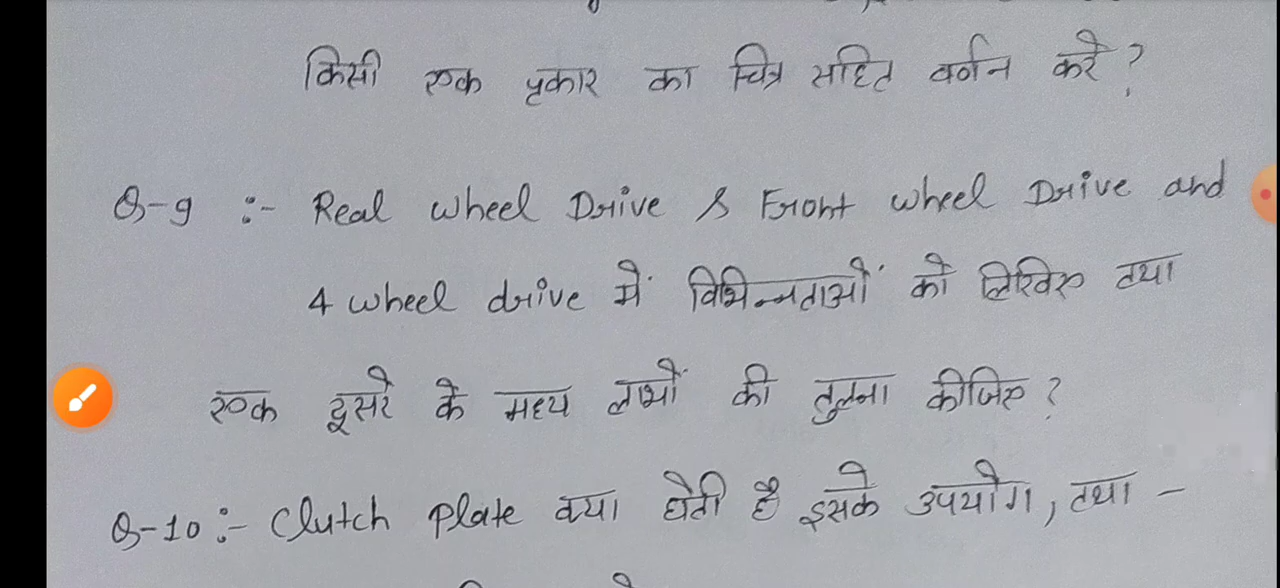 किसी एक प्रकार का चित्र सहित वर्नन करे ?
Q-9 :- Real wheel Drive & Front wheel Drive and
4 wheel drive में विभिन्नताओं को लिखिए तथा
एक दूसरे के मध्य लाभों की तुलना कीजिए ?
Q-10 :- Clutch plate क्या होती है इसके उपयोग, तथा -